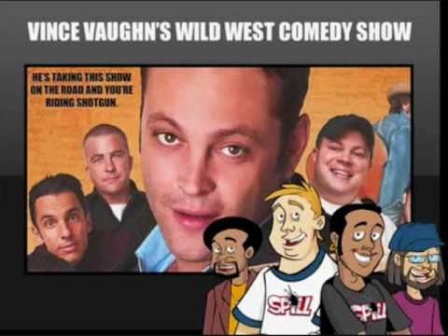 VINCE VAUGHN'S WILD WEST COMEDY SHOW
HE'S TAKING THIS SHOW
ON THE ROAD AND YOU'RE
RIDING SHOTGUN.
SPILL
SPILL